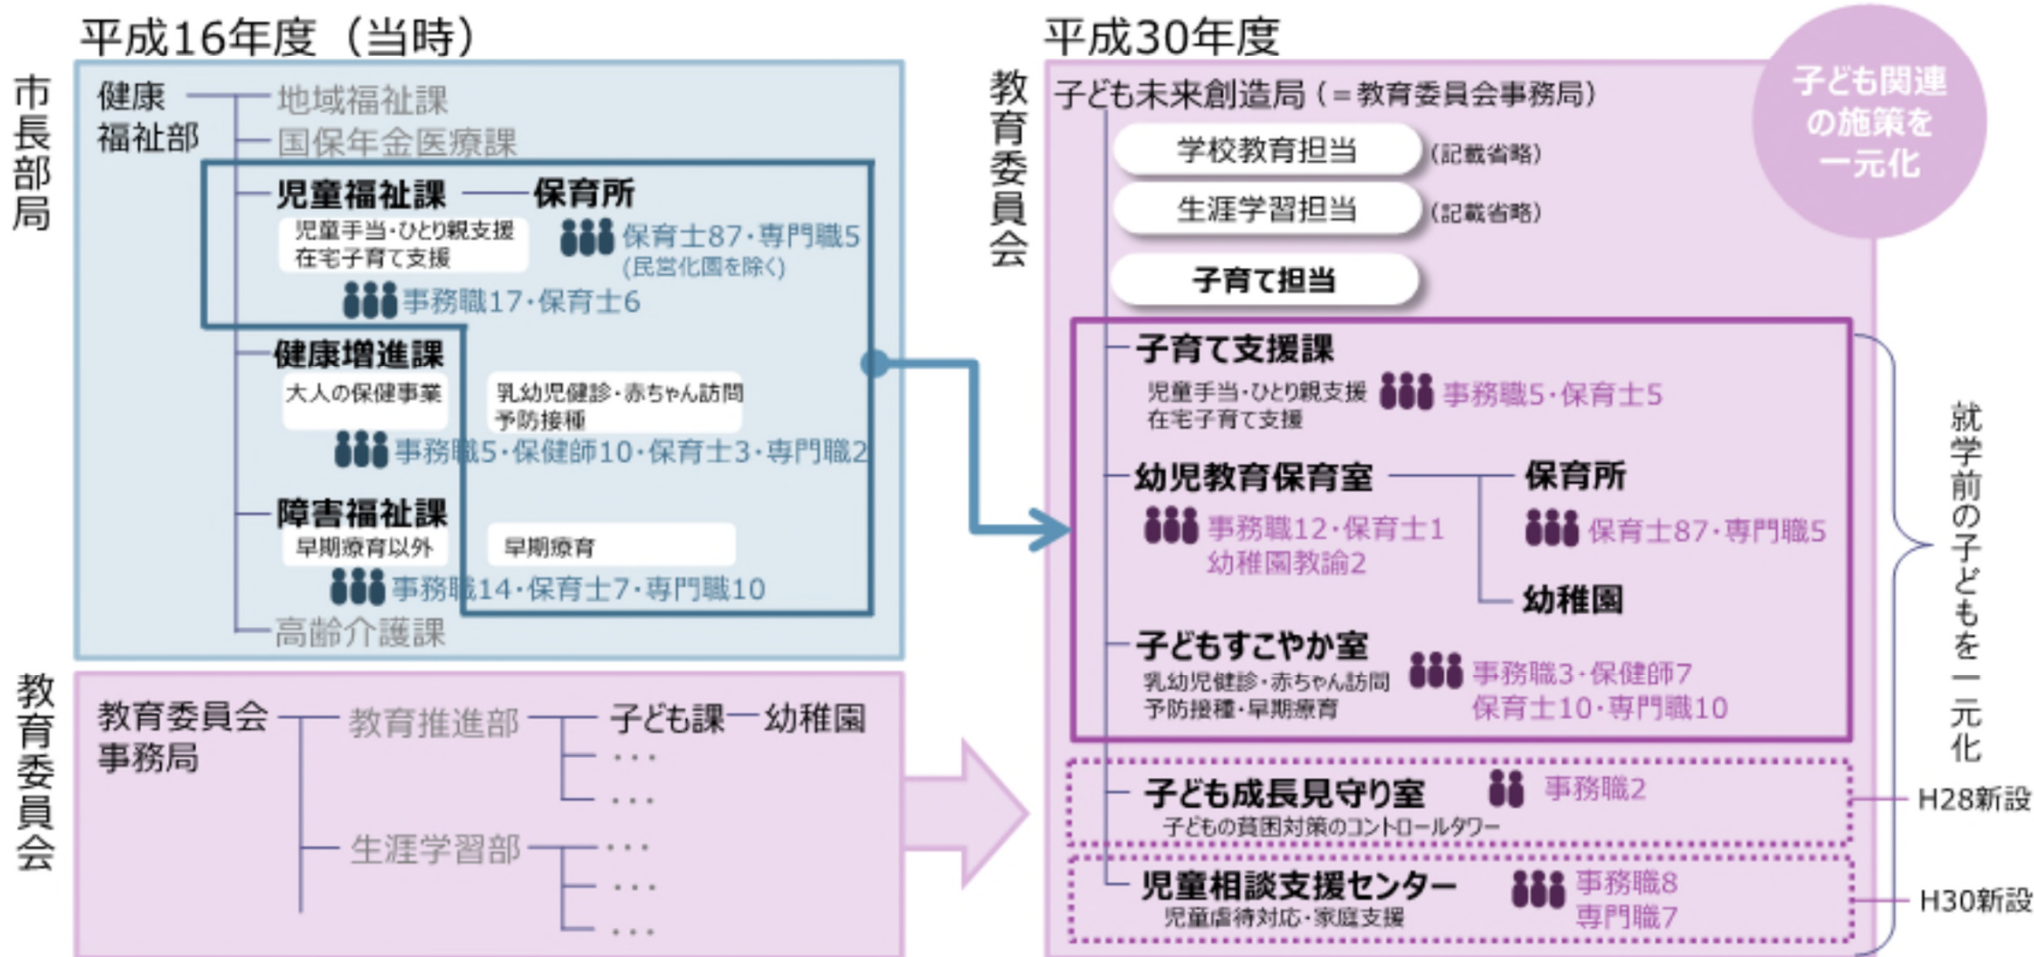 平成16年度（当時）
市長部局
健康
福祉部
地域福祉課
国保年金医療課
児童福祉課
保育所
児童手当・ひとり親支援
在宅子育て支援
保育士87・専門職5
(民営化園を除く)
事務職17・保育士6
健康増進課
大人の保健事業
乳幼児健診・赤ちゃん訪問
予防接種
事務職5・保健師10・保育士3・専門職2
障害福祉課
早期療育以外
早期療育
事務職14・保育士7・専門職10
高齢介護課
教育委員会
教育委員会
事務局
教育推進部
子ども課
幼稚園
・・・
・・・
生涯学習部
・・・
・・・
・・・
平成30年度
教育委員会
子ども未来創造局（＝教育委員会事務局）
子ども関連
の施策を
一元化
学校教育担当
(記載省略)
生涯学習担当
(記載省略)
子育て担当
子育て支援課
児童手当・ひとり親支援
在宅子育て支援
事務職5・保育士5
幼児教育保育室
事務職12・保育士1
幼稚園教諭2
保育所
保育士87・専門職5
幼稚園
子どもすこやか室
乳幼児健診・赤ちゃん訪問
予防接種・早期療育
事務職3・保健師7
保育士10・専門職10
子ども成長見守り室
子どもの貧困対策のコントロールタワー
事務職2
H28新設
児童相談支援センター
児童虐待対応・家庭支援
事務職8
専門職7
H30新設
就学前の子どもを一元化